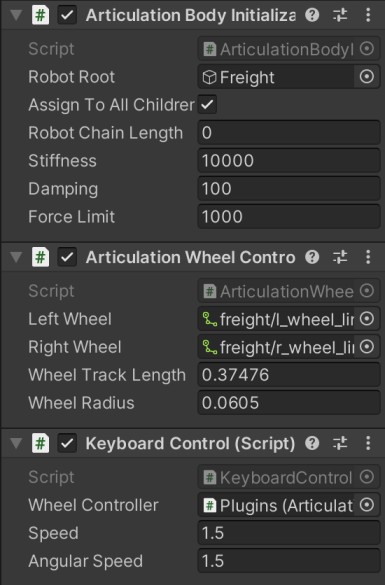 Articulation Body Initializa
Script ArticulationBodyI
Robot Root Freight
Assign To All Childrer
Robot Chain Length 0
Stiffness 10000
Damping 100
Force Limit 1000
Articulation Wheel Contro
Script ArticulationWhee
Left Wheel freight/l_wheel_lin
Right Wheel freight/r_wheel_lin
Wheel Track Length 0.37476
Wheel Radius 0.0605
Keyboard Control (Script)
Script KeyboardControl
Wheel Controller Plugins (Articulat
Speed 1.5
Angular Speed 1.5